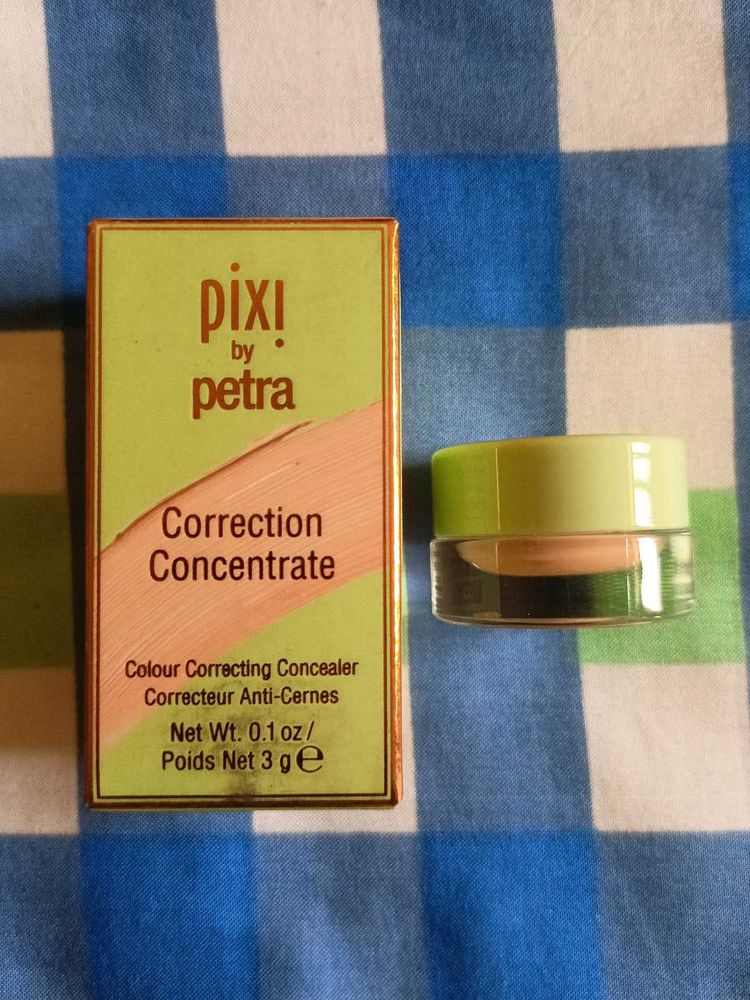 pixi
by
petra
Correction
Concentrate
Colour Correcting Concealer
Correcteur Anti-Cernes
Net Wt. 0.1 oz /
Poids Net 3 g ℮